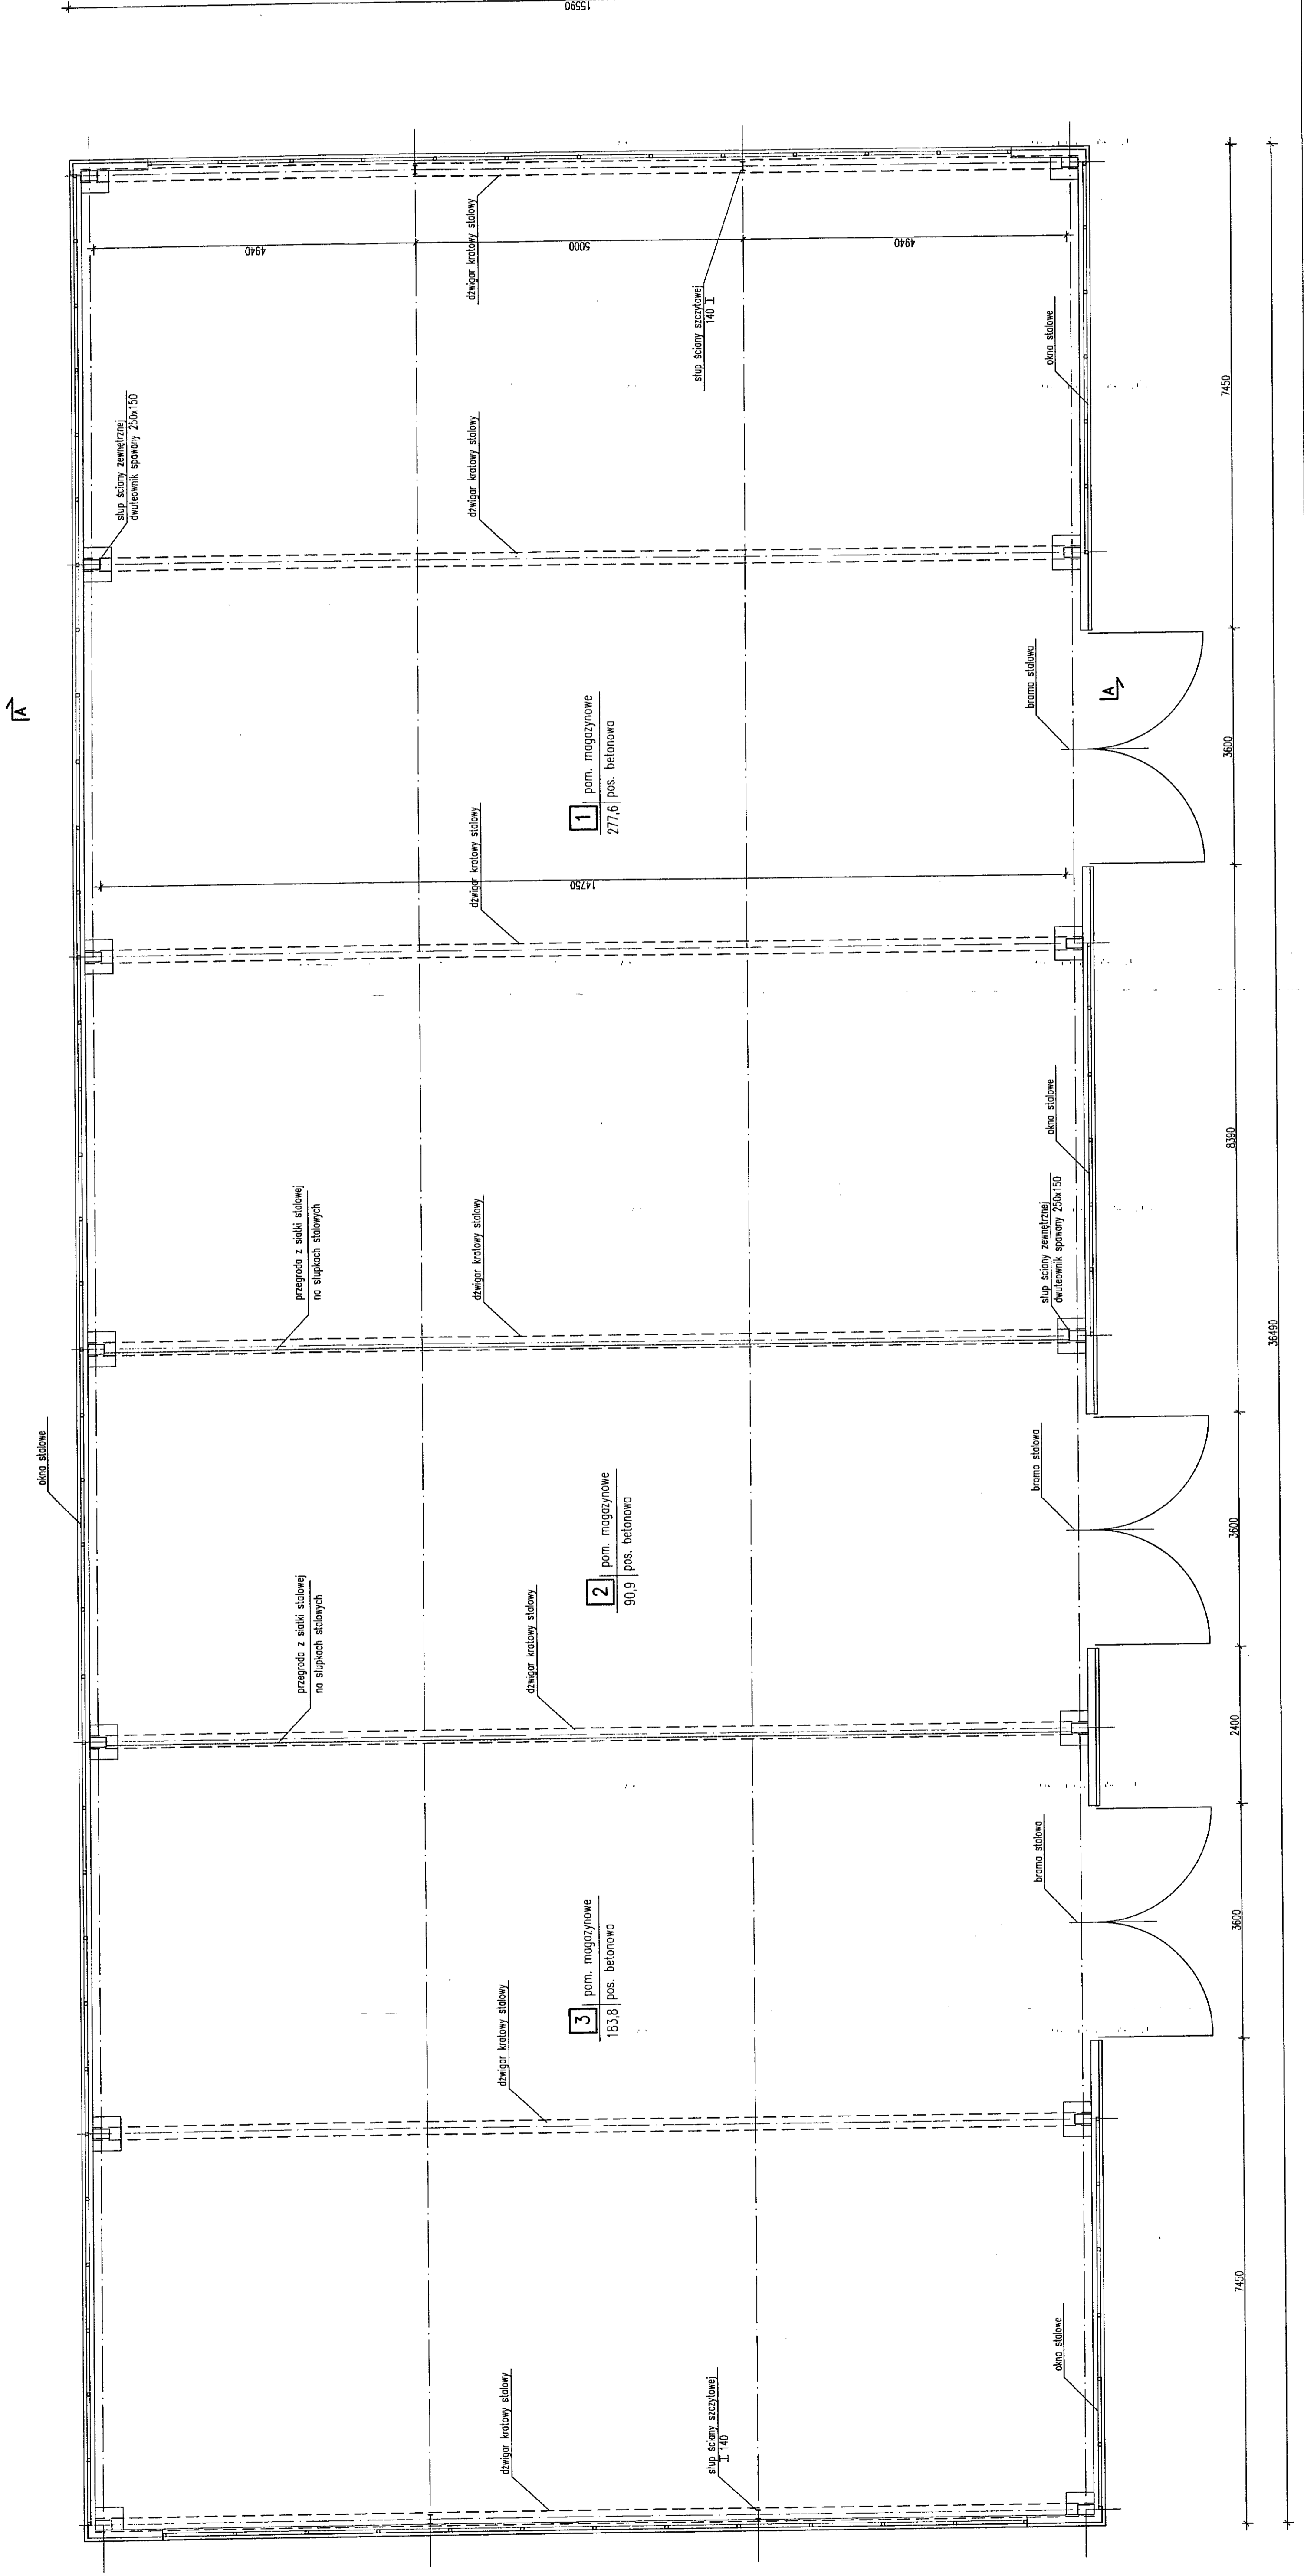 15590
A
okna stalowe
słup ściany zewnętrznej
dwuteownik spawany 250x150
dźwigar kratowy stalowy
4940
5000
4940
słup ściany szczytowej
140 I
okna stalowe
dźwigar kratowy stalowy
7450
1 pom. magazynowe
277,6 pos. betonowa
brama stalowa
A
3600
dźwigar kratowy stalowy
14750
okna stalowe
8390
przegroda z siatki stalowej
na słupkach stalowych
dźwigar kratowy stalowy
słup ściany zewnętrznej
dwuteownik spawany 250x150
36490
2 pom. magazynowe
90,9 pos. betonowa
brama stalowa
3600
przegroda z siatki stalowej
na słupkach stalowych
dźwigar kratowy stalowy
2400
3 pom. magazynowe
183,8 pos. betonowa
brama stalowa
3600
dźwigar kratowy stalowy
7450
okna stalowe
dźwigar kratowy stalowy
słup ściany szczytowej
I 140